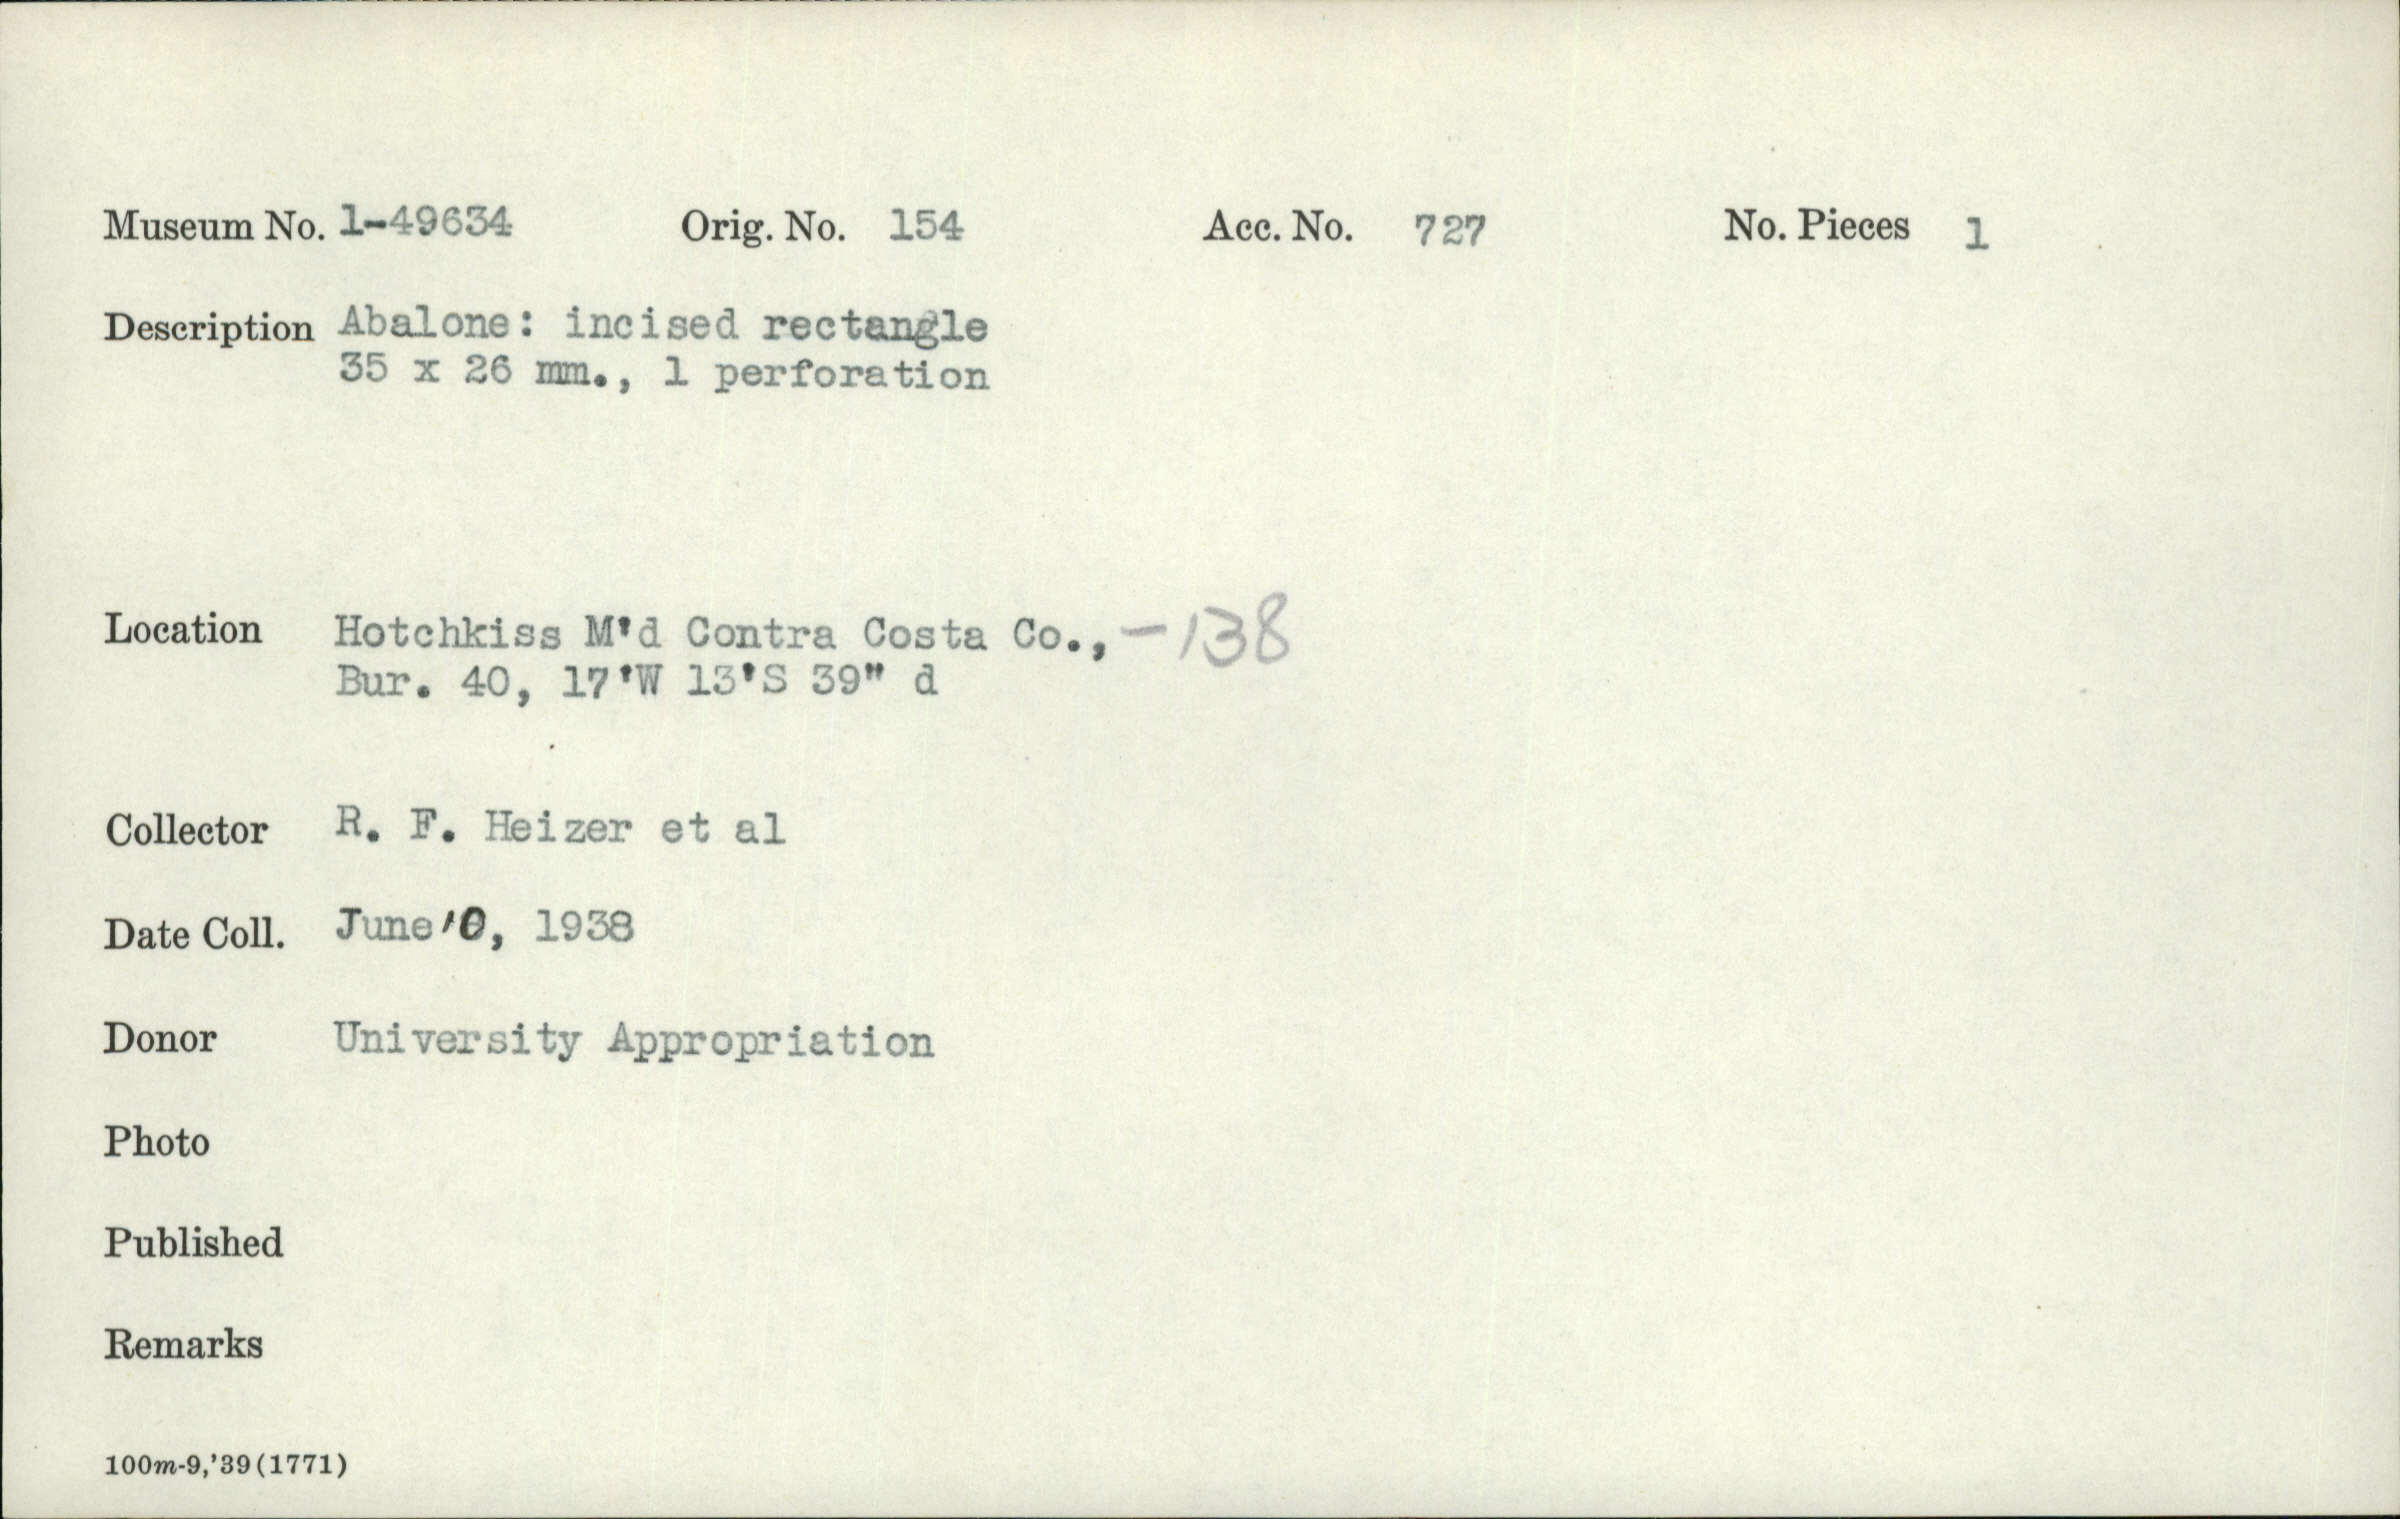 Museum No. 1-49634 Orig. No. 154 Acc. No. 727 No. Pieces 1
Description Abalone: incised rectangle
35 x 26 mm., 1 perforation
Location Hotchkiss M'd Contra Costa Co., -138
Bur. 40, 17'W 13'S 39" d
Collector R. F. Heizer et al
Date Coll. June 10, 1938
Donor University Appropriation
Photo
Published
Remarks
100m-9,'39(1771)